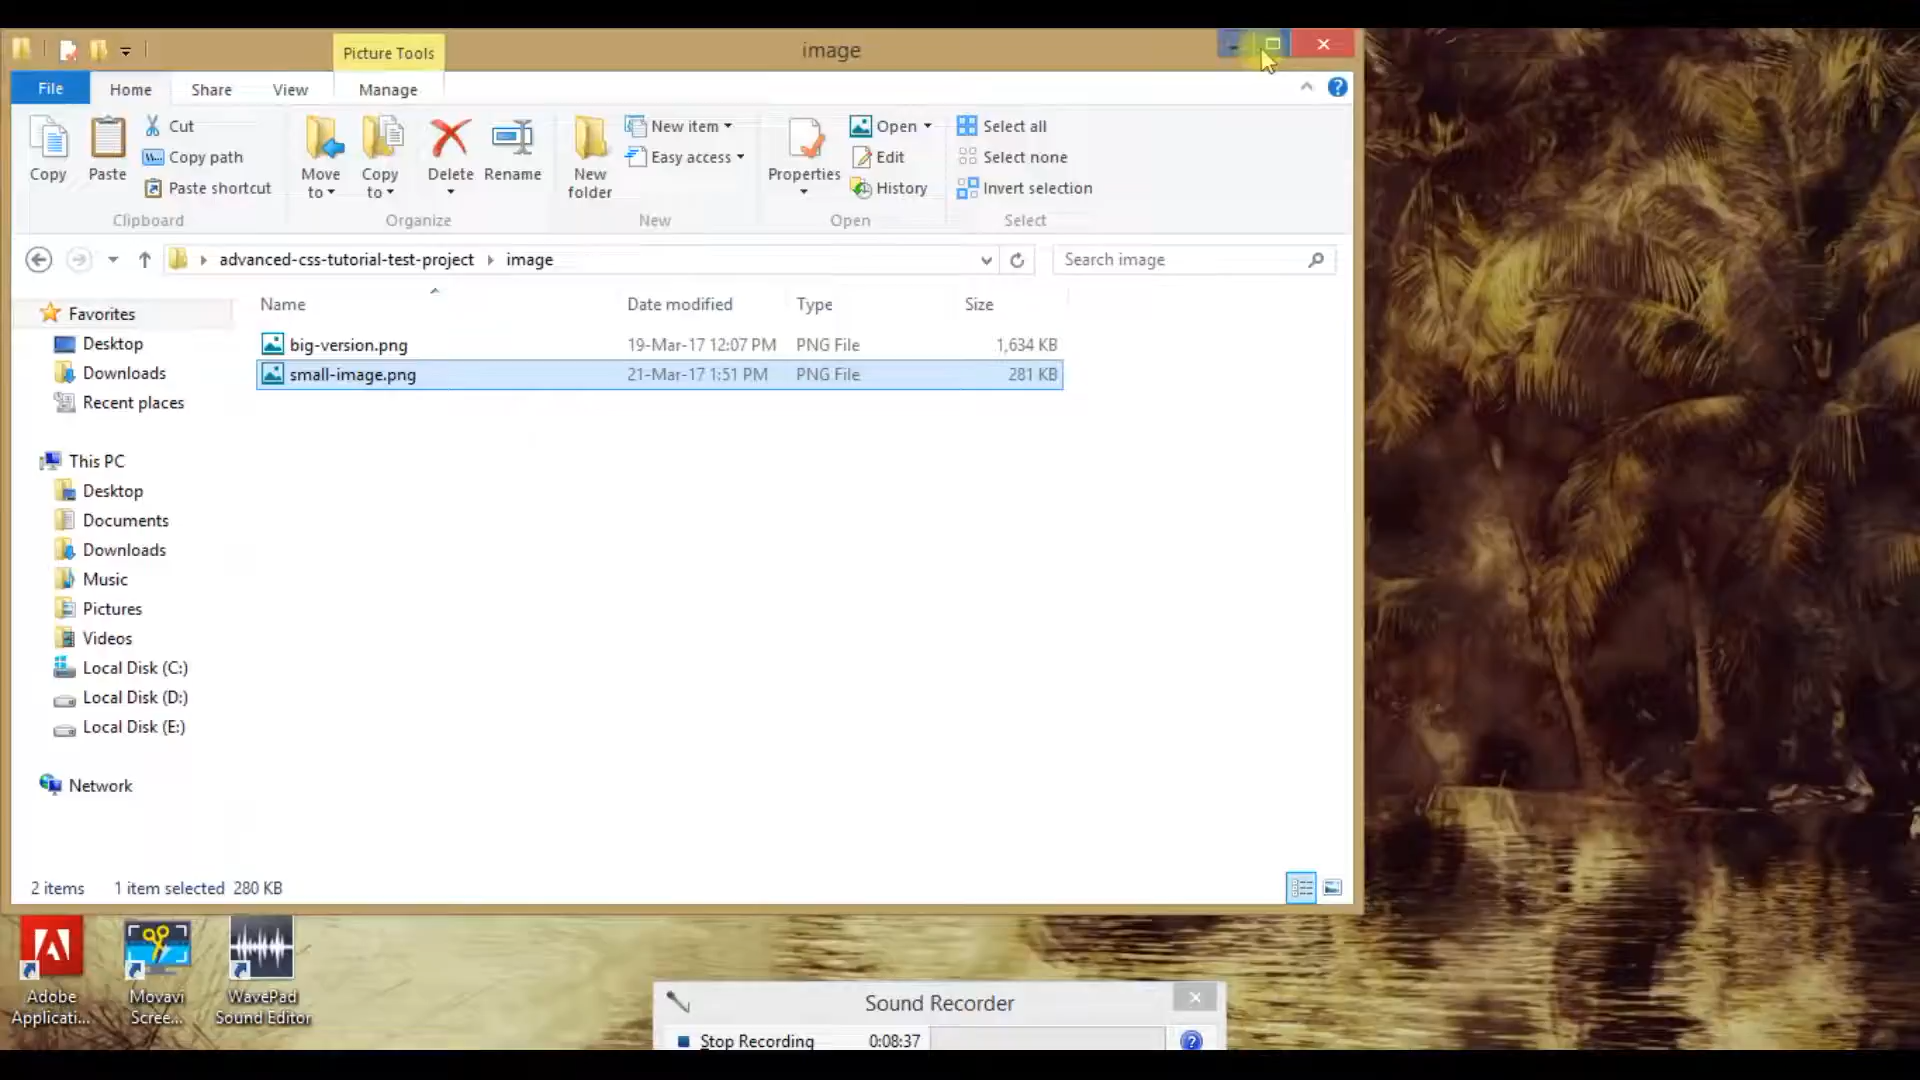 Picture Tools
image
File
Home
Share
View
Manage
Copy
Paste
Cut
Copy path
Paste shortcut
Clipboard
Move to
Copy to
Delete
Rename
Organize
New folder
New item
Easy access
New
Properties
Open
Edit
History
Open
Select all
Select none
Invert selection
Select
advanced-css-tutorial-test-project
image
Search image
Name
Date modified
Type
Size
big-version.png
19-Mar-17 12:07 PM
PNG File
1,634 KB
small-image.png
21-Mar-17 1:51 PM
PNG File
281 KB
Favorites
Desktop
Downloads
Recent places
This PC
Desktop
Documents
Downloads
Music
Pictures
Videos
Local Disk (C:)
Local Disk (D:)
Local Disk (E:)
Network
2 items
1 item selected 280 KB
Adobe
Applicati...
Movavi
Scree...
WavePad
Sound Editor
Sound Recorder
Stop Recording
0:08:37